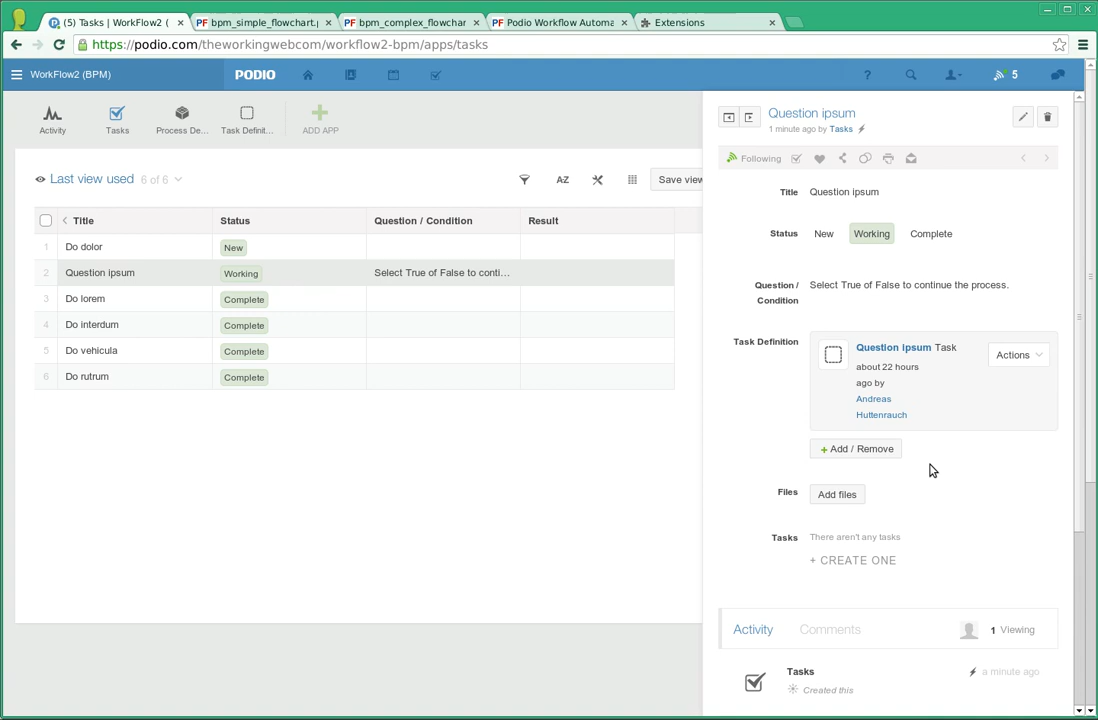 (5) Tasks | WorkFlow2 (
bpm_simple_flowchart.p
bpm_complex_flowchar
Podio Workflow Automa
Extensions
https://podio.com/theworkingwebcom/workflow2-bpm/apps/tasks
WorkFlow2 (BPM)
PODIO
?
5
Activity
Tasks
Process De...
Task Definit...
ADD APP
Last view used 6 of 6
A-Z
Save view
Title Status Question / Condition Result
1 Do dolor New
2 Question ipsum Working Select True of False to conti...
3 Do lorem Complete
4 Do interdum Complete
5 Do vehicula Complete
6 Do rutrum Complete
Question ipsum
1 minute ago by Tasks
Following
Title Question ipsum
Status New Working Complete
Question / Condition
Select True of False to continue the process.
Task Definition
Question ipsum Task
about 22 hours
ago by
Andreas
Huttenrauch
Actions
+ Add / Remove
Files Add files
Tasks There aren't any tasks
+ CREATE ONE
Activity Comments 1 Viewing
Tasks a minute ago
Created this